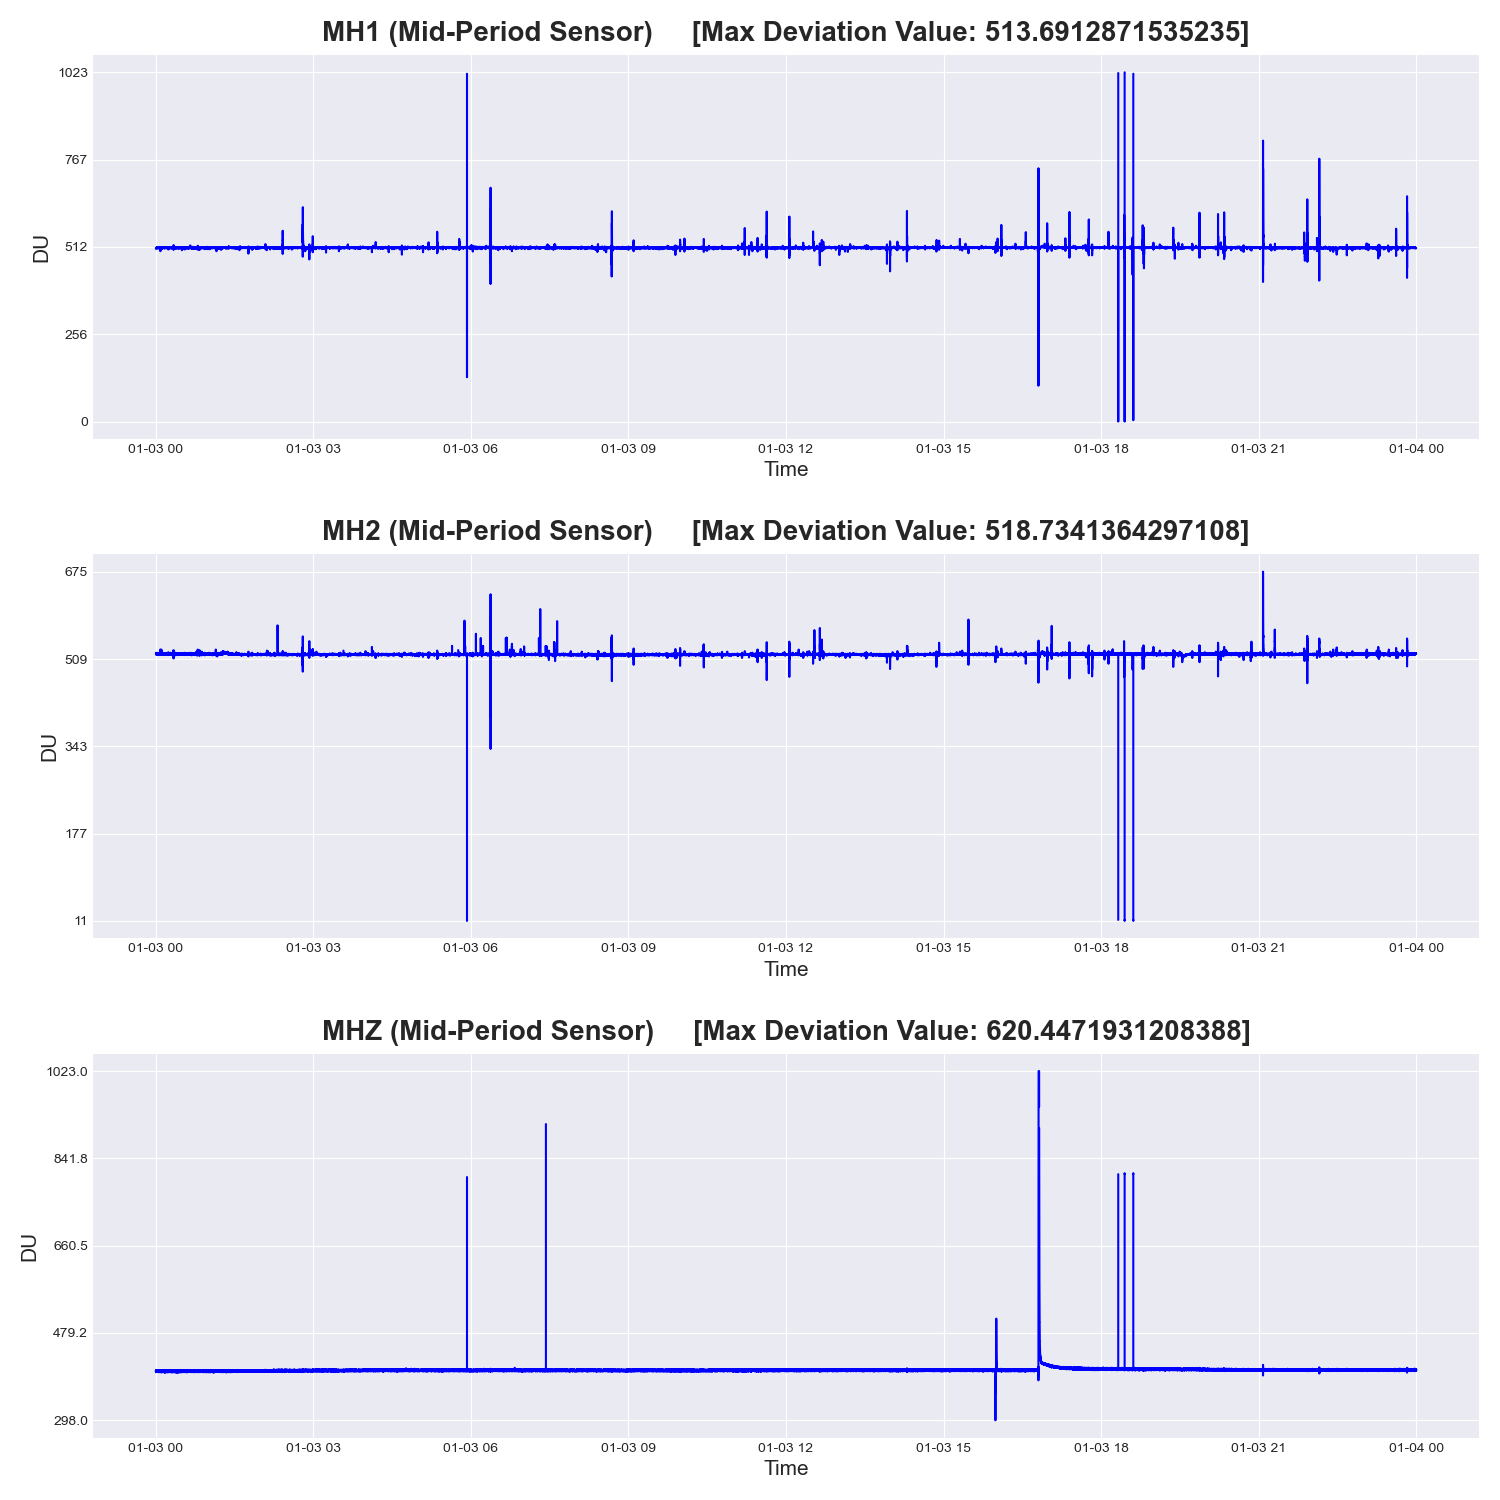 MH1 (Mid-Period Sensor) [Max Deviation Value: 513.6912871535235]
1023
767
512
256
0
DU
01-03 00 01-03 03 01-03 06 01-03 09 01-03 12 01-03 15 01-03 18 01-03 21 01-04 00
Time
MH2 (Mid-Period Sensor) [Max Deviation Value: 518.7341364297108]
675
509
343
177
11
DU
01-03 00 01-03 03 01-03 06 01-03 09 01-03 12 01-03 15 01-03 18 01-03 21 01-04 00
Time
MHZ (Mid-Period Sensor) [Max Deviation Value: 620.4471931208388]
1023.0
841.8
660.5
479.2
298.0
DU
01-03 00 01-03 03 01-03 06 01-03 09 01-03 12 01-03 15 01-03 18 01-03 21 01-04 00
Time